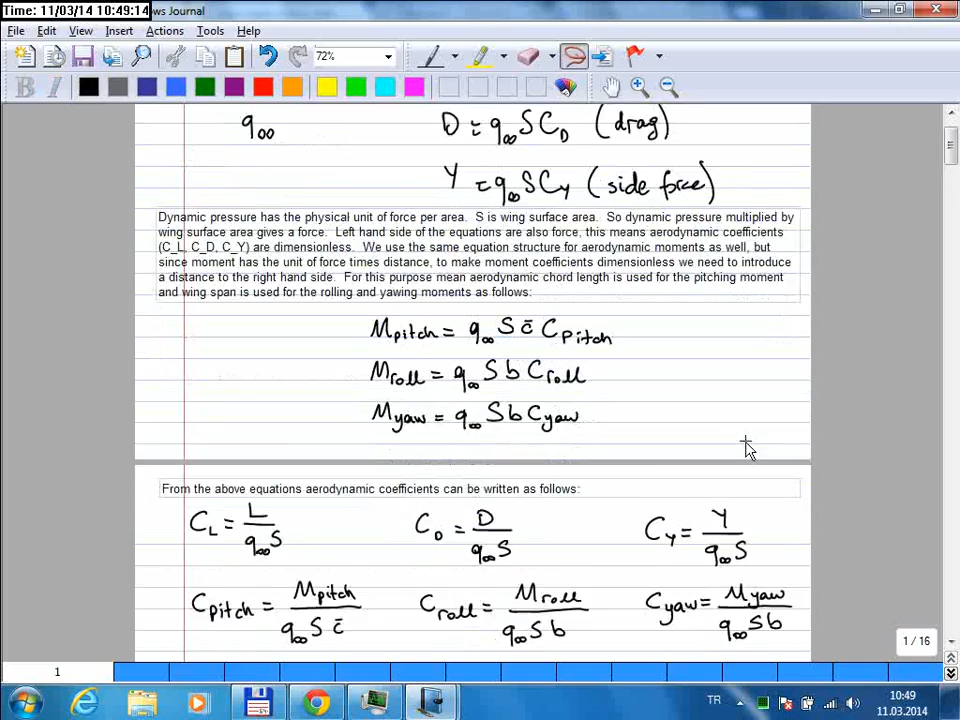 Time: 11/03/14 10:49:14
ws Journal
File Edit View Insert Actions Tools Help
72%
B I
q∞
D = q∞ S C_D (drag)
Y = q∞ S C_Y (side force)
Dynamic pressure has the physical unit of force per area. S is wing surface area. So dynamic pressure multiplied by
wing surface area gives a force. Left hand side of the equations are also force, this means aerodynamic coefficients
(C_L, C_D, C_Y) are dimensionless. We use the same equation structure for aerodynamic moments as well, but
since moment has the unit of force times distance, to make moment coefficients dimensionless we need to introduce
a distance to the right hand side. For this purpose mean aerodynamic chord length is used for the pitching moment
and wing span is used for the rolling and yawing moments as follows:
M_pitch = q∞ S c̄ C_pitch
M_roll = q∞ S b C_roll
M_yaw = q∞ S b C_yaw
From the above equations aerodynamic coefficients can be written as follows:
C_L = L / q∞ S C_D = D / q∞ S C_Y = Y / q∞ S
C_pitch = M_pitch / q∞ S c̄ C_roll = M_roll / q∞ S b C_yaw = M_yaw / q∞ S b
1 / 16
1
TR 10:49
11.03.2014